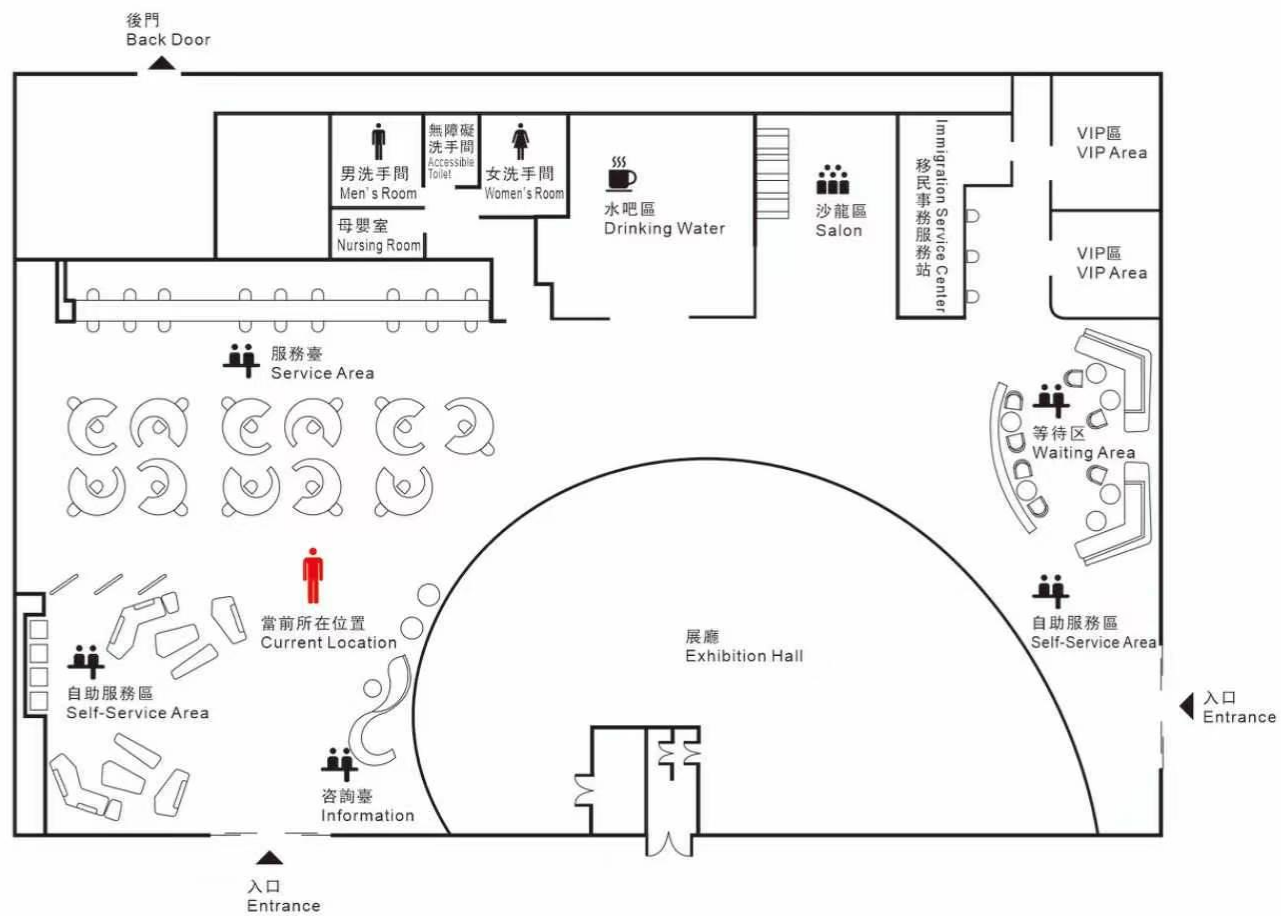 後門
Back Door
男洗手間
Men's Room
無障礙
洗手間
Accessible
Toilet
女洗手間
Women's Room
母嬰室
Nursing Room
水吧區
Drinking Water
沙龍區
Salon
Immigration Service Center
移民事務服務站
VIP區
VIP Area
VIP區
VIP Area
服務臺
Service Area
等待区
Waiting Area
當前所在位置
Current Location
展廳
Exhibition Hall
自助服務區
Self-Service Area
自助服務區
Self-Service Area
入口
Entrance
咨詢臺
Information
入口
Entrance